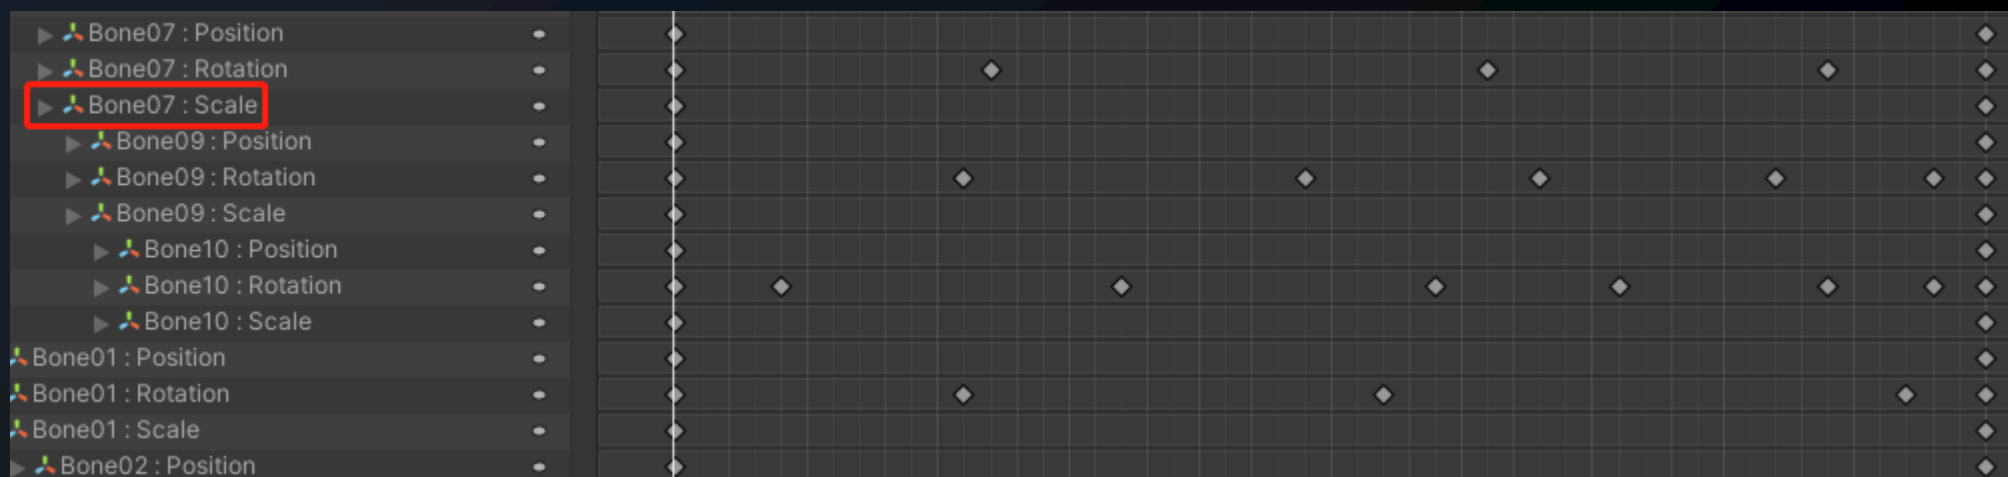 Bone07 : Position
Bone07 : Rotation
Bone07 : Scale
Bone09 : Position
Bone09 : Rotation
Bone09 : Scale
Bone10 : Position
Bone10 : Rotation
Bone10 : Scale
Bone01 : Position
Bone01 : Rotation
Bone01 : Scale
Bone02 : Position